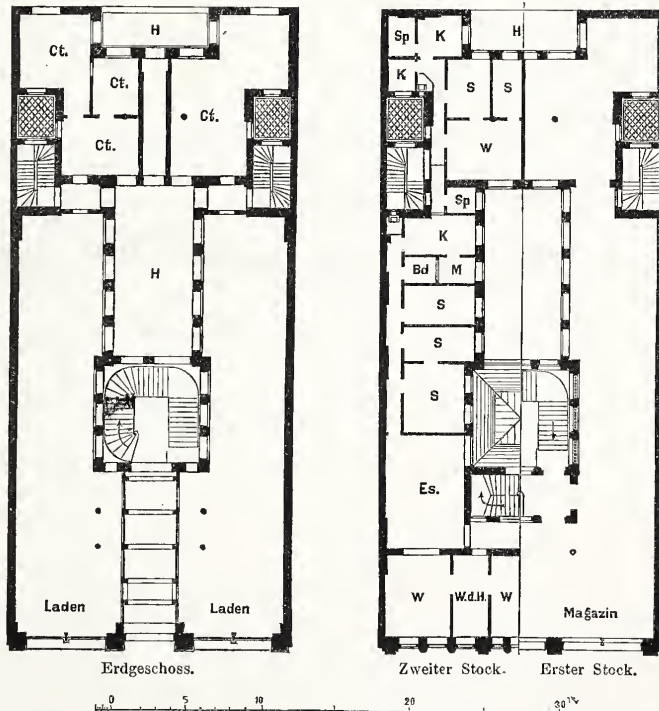 H
Ct.
Ct.
Ct.
Ct.
H
Laden
Laden
Erdgeschoss.
Sp
K
H
K
S
S
W
Sp
K
Bd
M
S
S
S
Es.
W
W.d.H.
W
Magazin
Zweiter Stock.
Erster Stock.
0 5 10 20